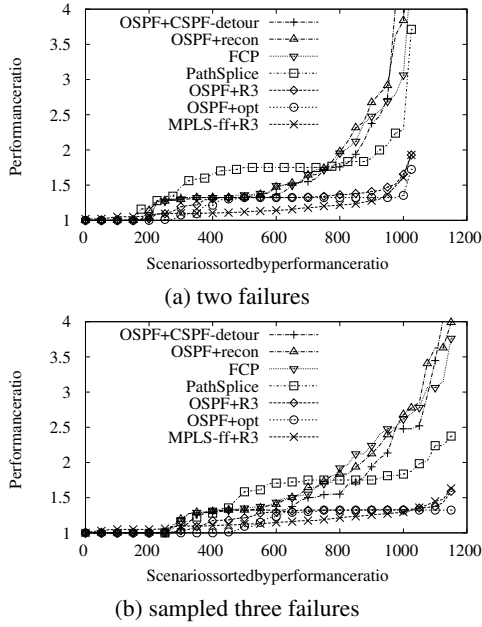 4
3.5
3
2.5
2
1.5
1
Performanceratio
OSPF+CSPF-detour
OSPF+recon
FCP
PathSplice
OSPF+R3
OSPF+opt
MPLS-ff+R3
0 200 400 600 800 1000 1200
Scenariossortedbyperformanceratio
(a) two failures
4
3.5
3
2.5
2
1.5
1
Performanceratio
OSPF+CSPF-detour
OSPF+recon
FCP
PathSplice
OSPF+R3
OSPF+opt
MPLS-ff+R3
0 200 400 600 800 1000 1200
Scenariossortedbyperformanceratio
(b) sampled three failures